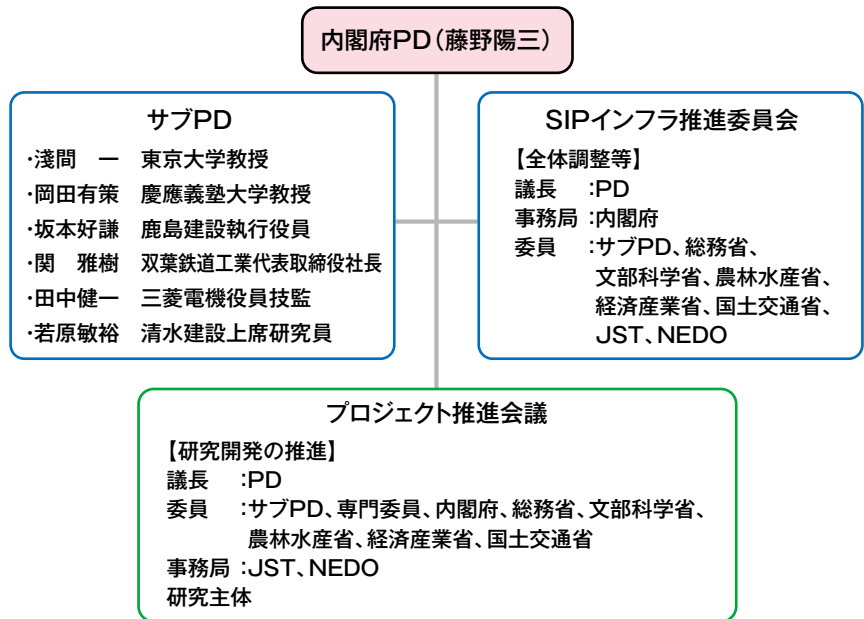 内閣府PD(藤野陽三)
サブPD
・淺間　一　東京大学教授
・岡田有策　慶應義塾大学教授
・坂本好謙　鹿島建設執行役員
・関　雅樹　双葉鉄道工業代表取締役社長
・田中健一　三菱電機役員技監
・若原敏裕　清水建設上席研究員
SIPインフラ推進委員会
【全体調整等】
議長　：PD
事務局：内閣府
委員　：サブPD、総務省、
文部科学省、農林水産省、
経済産業省、国土交通省、
JST、NEDO
プロジェクト推進会議
【研究開発の推進】
議長　：PD
委員　：サブPD、専門委員、内閣府、総務省、文部科学省、
農林水産省、経済産業省、国土交通省
事務局：JST、NEDO
研究主体